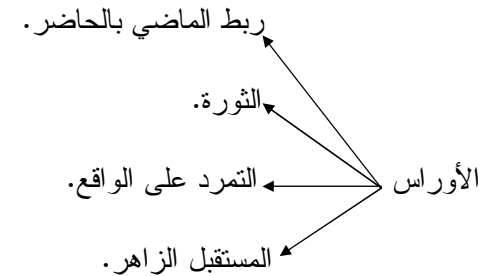 ربط الماضي بالحاضر.
الثورة.
الأوراس
التمرد على الواقع.
المستقبل الزاهر.